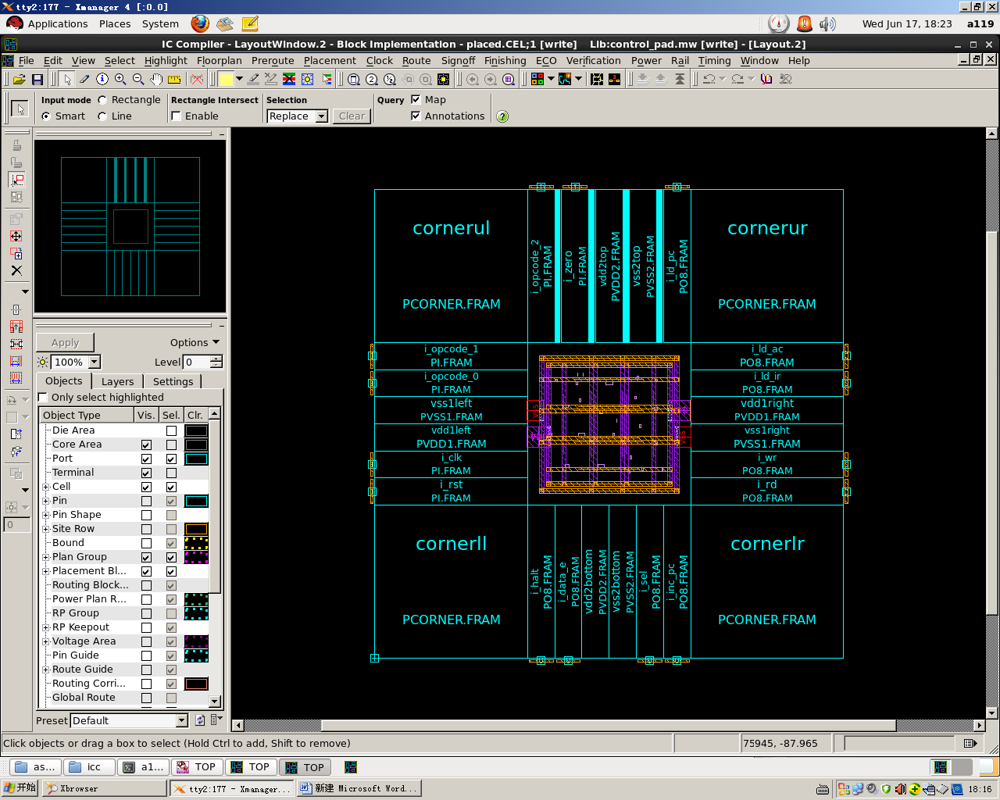 tty2:177 - Xmanager 4 [:0.0]
Applications Places System Wed Jun 17, 18:23 a119
IC Compiler - LayoutWindow.2 - Block Implementation - placed.CEL;1 [write] Lib:control_pad.mw [write] - [Layout.2]
File Edit View Select Highlight Floorplan Preroute Placement Clock Route Signoff Finishing ECO Verification Power Rail Timing Window Help
Input mode Rectangle Rectangle Intersect Selection Query Map
Smart Line Enable Replace Clear Annotations
cornerul
cornerur
PCORNER.FRAM
PCORNER.FRAM
i_opcode_2
PI.FRAM
i_zero
PI.FRAM
vdd2top
PVDD2.FRAM
vss2top
PVSS2.FRAM
i_ld_pc
PO8.FRAM
Apply Options
100% Level 0
Objects Layers Settings
Only selected highlighted
Object Type Vis. Sel. Clr.
Die Area
Core Area
Port
Terminal
Cell
Pin
Pin Shape
Site Row
Bound
Plan Group
Placement Bl...
Routing Block...
Power Plan R...
RP Group
RP Keepout
Voltage Area
Pin Guide
Route Guide
Routing Corri...
Global Route
Preset Default
0
i_opcode_1
PI.FRAM
i_opcode_0
PI.FRAM
vss1left
PVSS1.FRAM
vdd1left
PVDD1.FRAM
i_clk
PI.FRAM
i_rst
PI.FRAM
i_ld_ac
PO8.FRAM
i_ld_ir
PO8.FRAM
vdd1right
PVDD1.FRAM
vss1right
PVSS1.FRAM
i_wr
PO8.FRAM
i_rd
PO8.FRAM
VSS
VSS
cornerll
cornerlr
PCORNER.FRAM
PCORNER.FRAM
i_halt
PO8.FRAM
i_data_e
PO8.FRAM
vdd2bottom
PVDD2.FRAM
vss2bottom
PVSS2.FRAM
i_sel
PO8.FRAM
i_inc_pc
PO8.FRAM
Click objects or drag a box to select (Hold Ctrl to add, Shift to remove) 75945, -87.965
as... icc a1... TOP TOP TOP
开始 Xbrowser tty2:177 - Xmanager... 新建 Microsoft Word... 18:16